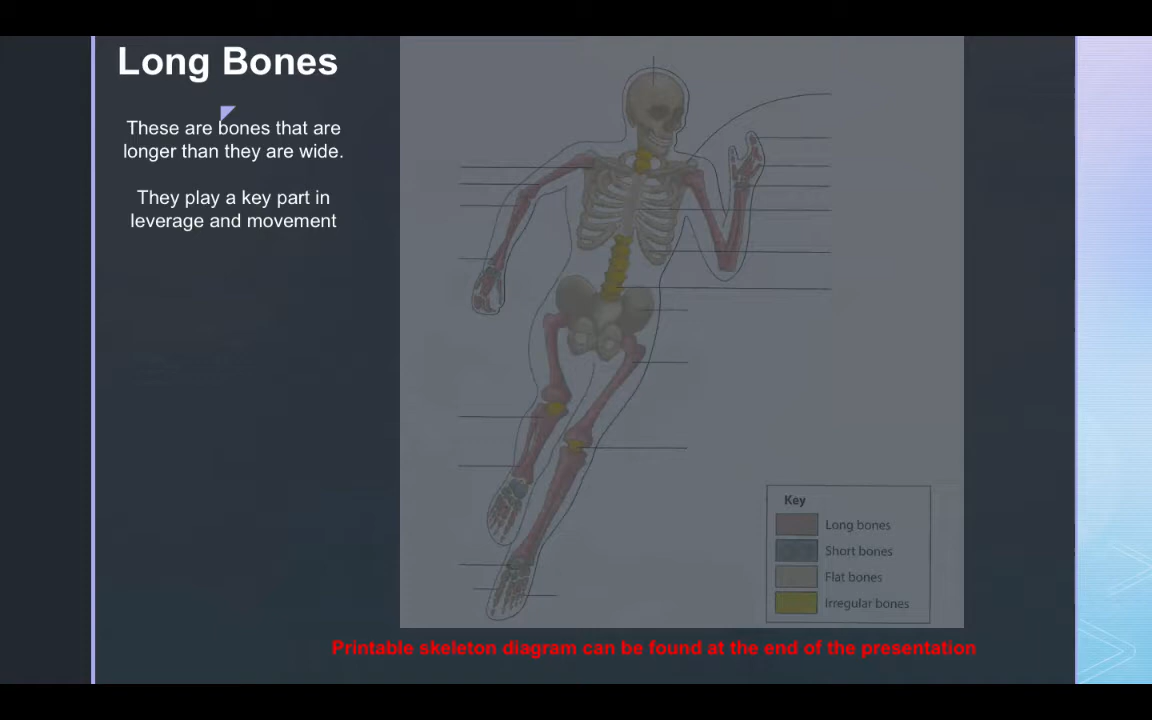 Long Bones
These are bones that are
longer than they are wide.
They play a key part in
leverage and movement
Key
Long bones
Short bones
Flat bones
Irregular bones
Printable skeleton diagram can be found at the end of the presentation